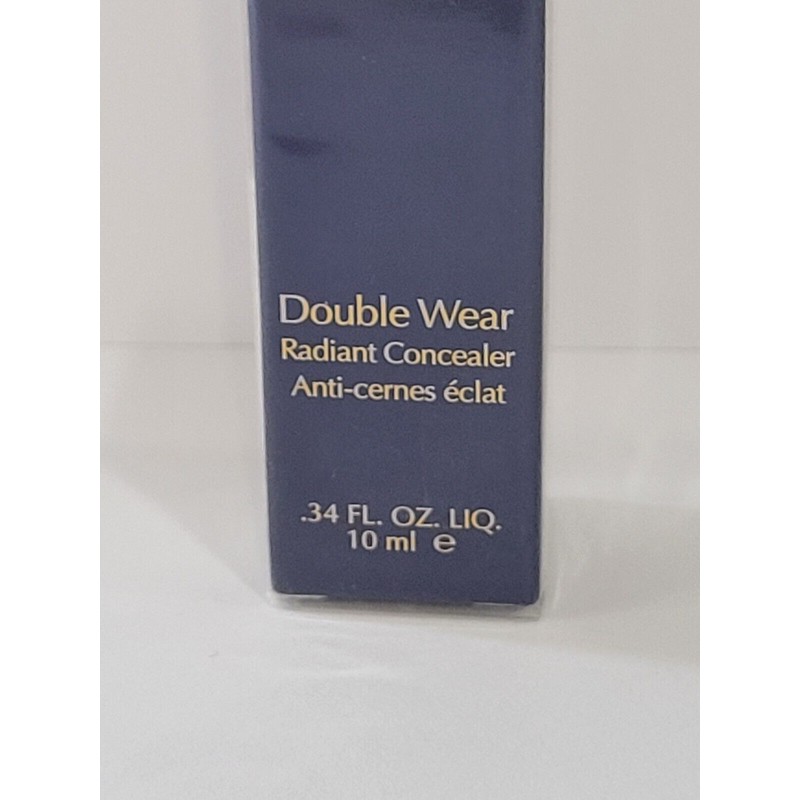 Double Wear
Radiant Concealer
Anti-cernes éclat
.34 FL. OZ. LIQ.
10 ml ℮